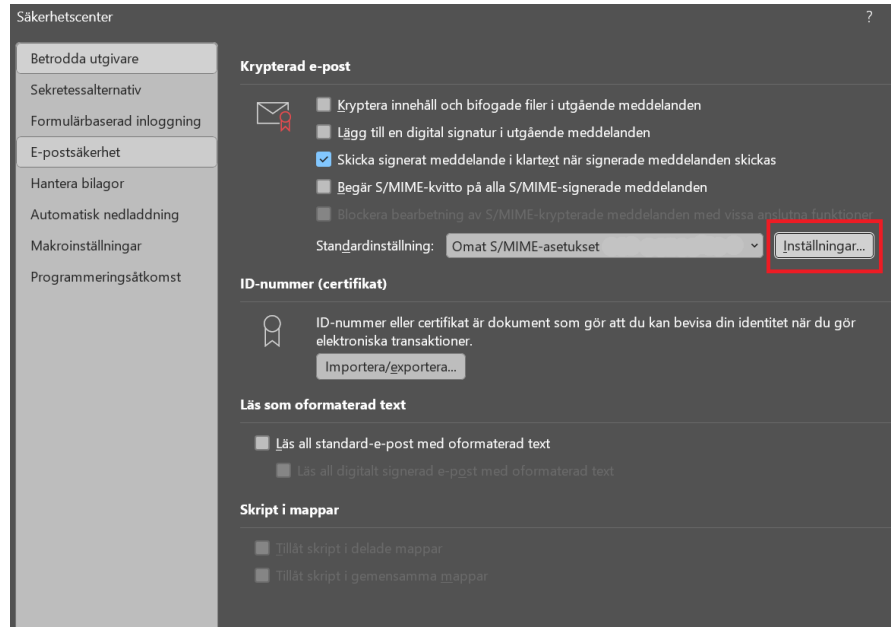 Säkerhetscenter
?
Betrodda utgivare
Sekretessalternativ
Formulärbaserad inloggning
E-postsäkerhet
Hantera bilagor
Automatisk nedladdning
Makroinställningar
Programmeringsåtkomst
Krypterad e-post
Kryptera innehåll och bifogade filer i utgående meddelanden
Lägg till en digital signatur i utgående meddelanden
Skicka signerat meddelande i klartext när signerade meddelanden skickas
Begär S/MIME-kvitto på alla S/MIME-signerade meddelanden
Blockera bearbetning av S/MIME-krypterade meddelanden med vissa anslutna funktioner
Standardinställning: Omat S/MIME-asetukset Inställningar...
ID-nummer (certifikat)
ID-nummer eller certifikat är dokument som gör att du kan bevisa din identitet när du gör
elektroniska transaktioner.
Importera/exportera...
Läs som oformaterad text
Läs all standard-e-post med oformaterad text
Läs all digitalt signerad e-post med oformaterad text
Skript i mappar
Tillåt skript i delade mappar
Tillåt skript i gemensamma mappar